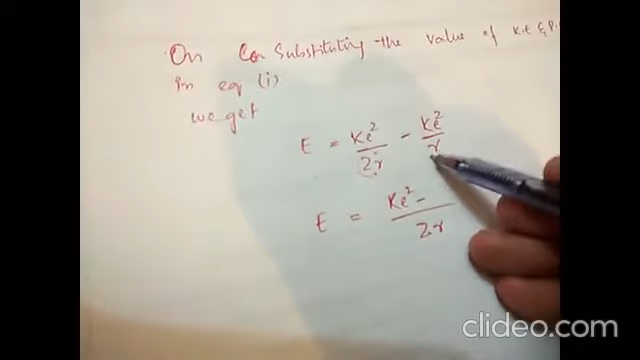 On Substituting the value of K.E & P.
in eq (i)
we get
E = Ke²/2r - Ke²/r
E = Ke² - /2r
clideo.com